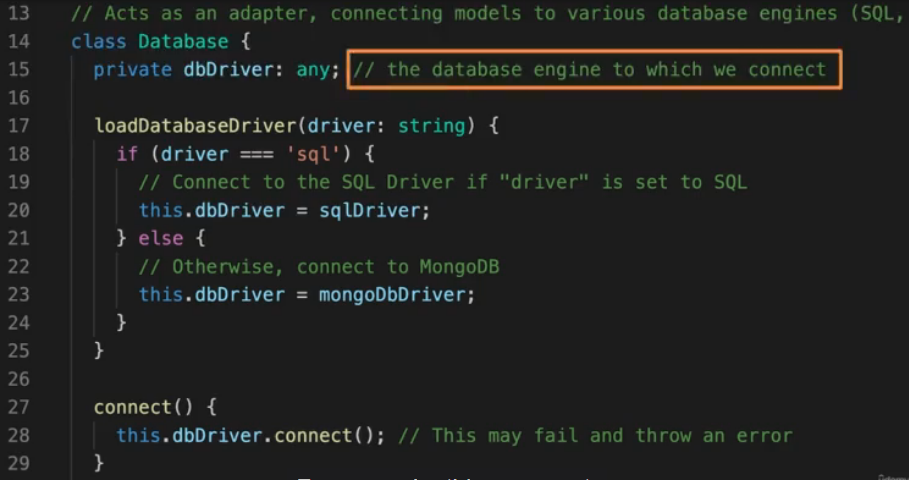 13 // Acts as an adapter, connecting models to various database engines (SQL,
14 class Database {
15 private dbDriver: any; // the database engine to which we connect
16
17 loadDatabaseDriver(driver: string) {
18 if (driver === 'sql') {
19 // Connect to the SQL Driver if "driver" is set to SQL
20 this.dbDriver = sqlDriver;
21 } else {
22 // Otherwise, connect to MongoDB
23 this.dbDriver = mongoDbDriver;
24 }
25 }
26
27 connect() {
28 this.dbDriver.connect(); // This may fail and throw an error
29 }